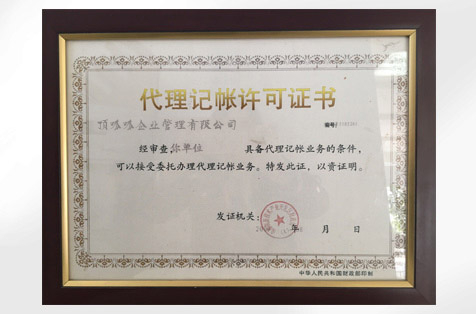 代理记帐许可证书
顶呱呱企业管理有限公司
编号:
经审查,你单位 具备代理记帐业务的条件,
可以接受委托办理代理记帐业务。特发此证,以资证明。
发证机关:
年 月 日
中华人民共和国财政部印制